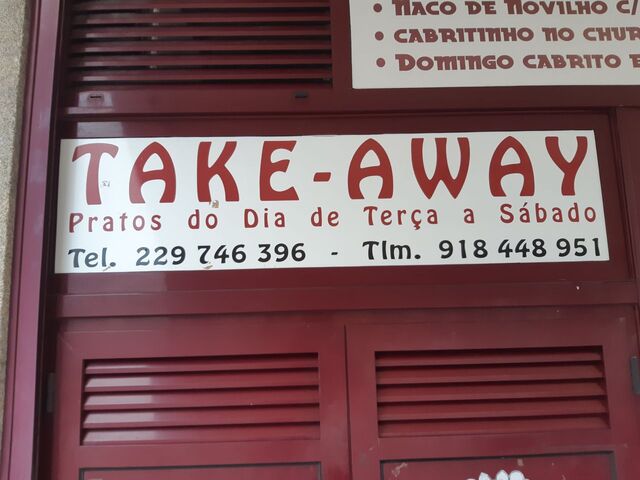 • NACO DE NOVILHO C/
• CABRITINHO NO CHUR
• DOMINGO CABRITO E
TAKE-AWAY
Pratos do Dia de Terça a Sábado
Tel. 229 746 396 - Tlm. 918 448 951